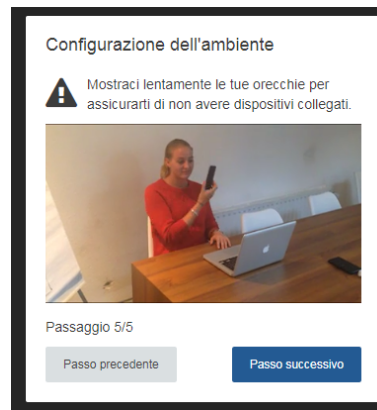 Configurazione dell'ambiente
Mostraci lentamente le tue orecchie per
assicurarti di non avere dispositivi collegati.
Passaggio 5/5
Passo precedente
Passo successivo